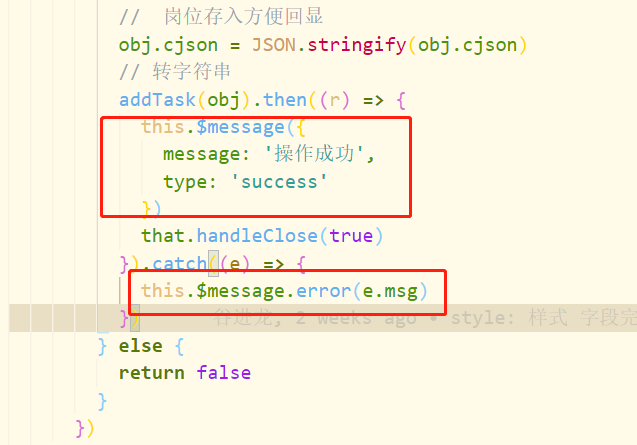 //  岗位存入方便回显
obj.cjson = JSON.stringify(obj.cjson)
// 转字符串
addTask(obj).then((r) => {
this.$message({
message: '操作成功',
type: 'success'
})
that.handleClose(true)
}).catch((e) => {
this.$message.error(e.msg)
}) 谷进龙, 2 weeks ago • style: 样式 字段完
} else {
return false
}
})